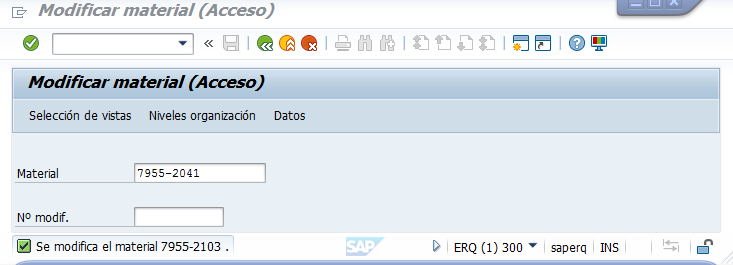 Modificar material (Acceso)
Modificar material (Acceso)
Selección de vistas Niveles organización Datos
Material 7955-2041
Nº modif.
Se modifica el material 7955-2103 . SAP ERQ (1) 300 saperq INS